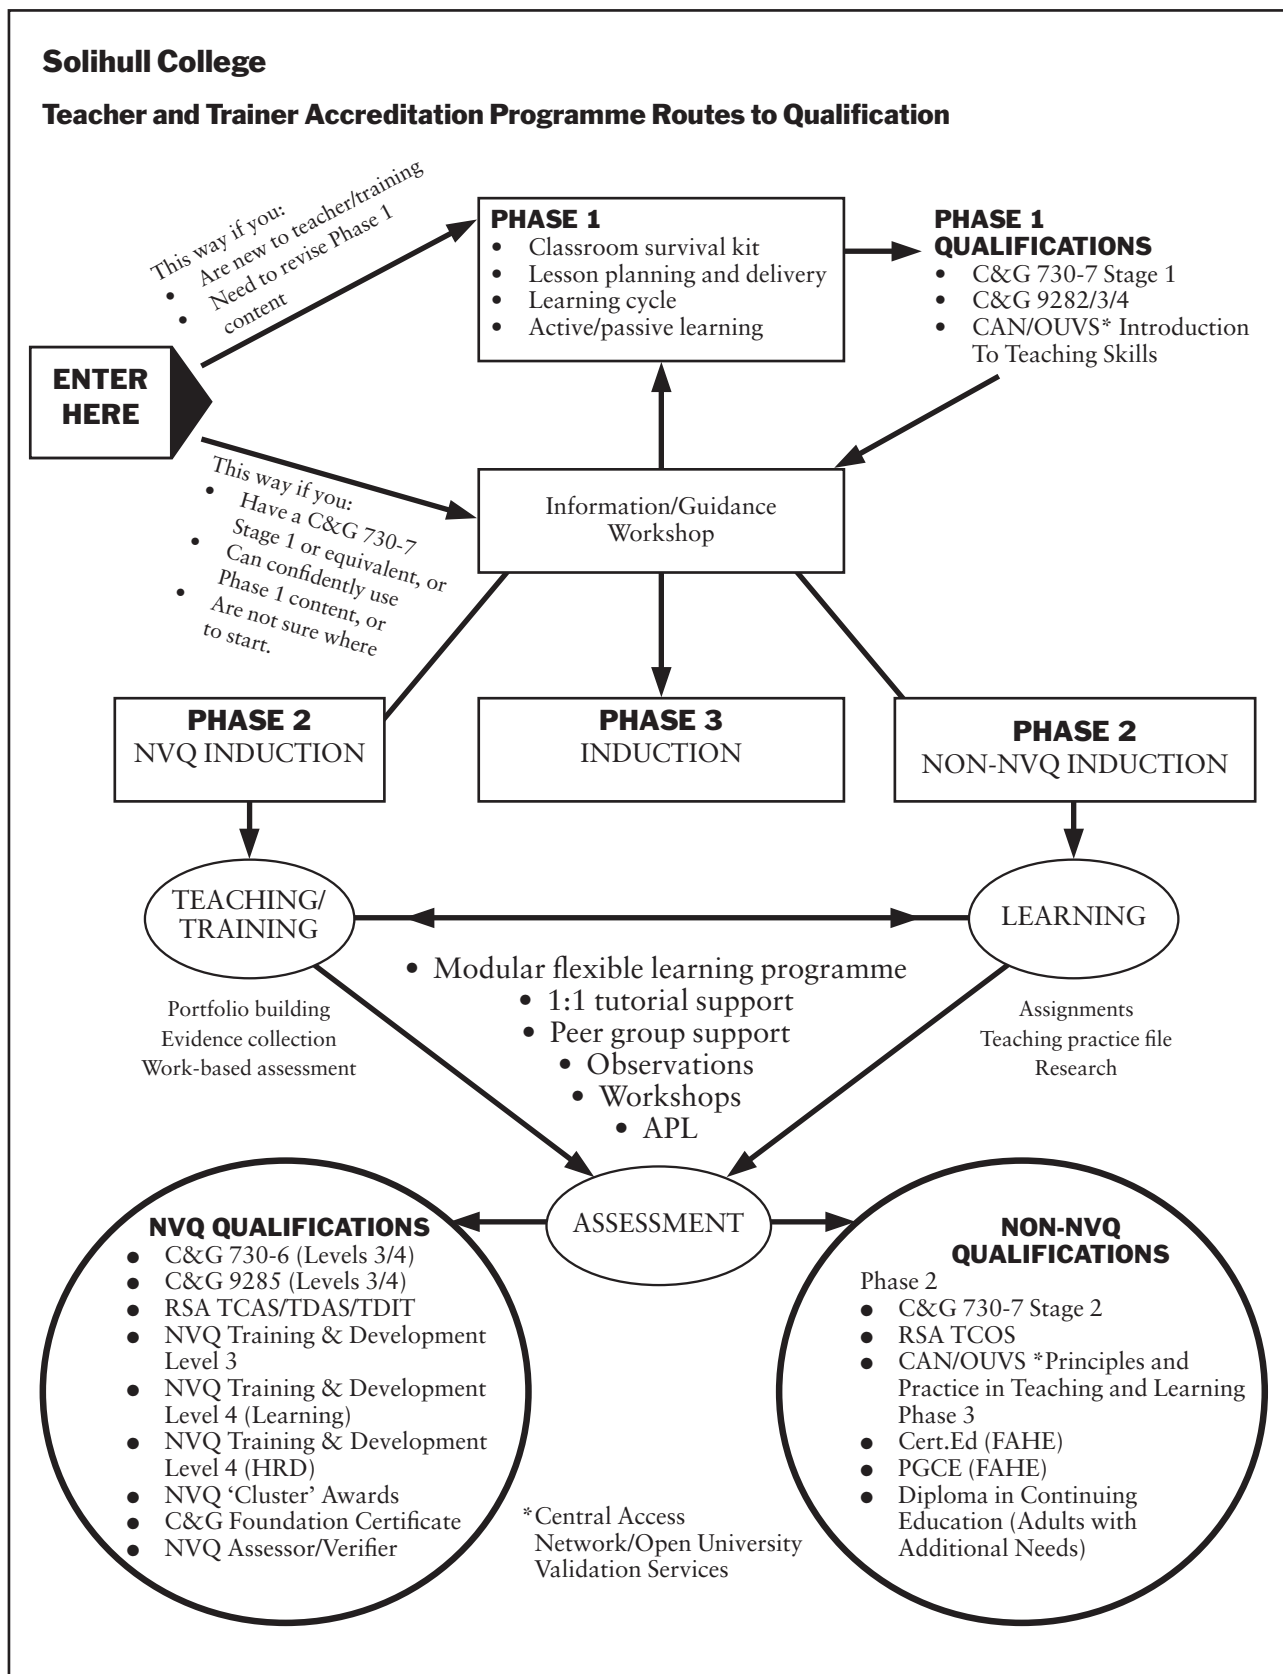 Solihull College
Teacher and Trainer Accreditation Programme Routes to Qualification
This way if you:
• Are new to teacher/training
• Need to revise Phase 1
content
ENTER
HERE
PHASE 1
• Classroom survival kit
• Lesson planning and delivery
• Learning cycle
• Active/passive learning
PHASE 1
QUALIFICATIONS
• C&G 730-7 Stage 1
• C&G 9282/3/4
• CAN/OUVS* Introduction
To Teaching Skills
This way if you:
• Have a C&G 730-7
Stage 1 or equivalent, or
• Can confidently use
Phase 1 content, or
• Are not sure where
to start.
Information/Guidance
Workshop
PHASE 2
NVQ INDUCTION
PHASE 3
INDUCTION
PHASE 2
NON-NVQ INDUCTION
TEACHING/
TRAINING
LEARNING
• Modular flexible learning programme
• 1:1 tutorial support
• Peer group support
• Observations
• Workshops
• APL
Portfolio building
Evidence collection
Work-based assessment
Assignments
Teaching practice file
Research
ASSESSMENT
NVQ QUALIFICATIONS
• C&G 730-6 (Levels 3/4)
• C&G 9285 (Levels 3/4)
• RSA TCAS/TDAS/TDIT
• NVQ Training & Development
Level 3
• NVQ Training & Development
Level 4 (Learning)
• NVQ Training & Development
Level 4 (HRD)
• NVQ ‘Cluster’ Awards
• C&G Foundation Certificate
• NVQ Assessor/Verifier
*Central Access
Network/Open University
Validation Services
NON-NVQ
QUALIFICATIONS
Phase 2
• C&G 730-7 Stage 2
• RSA TCOS
• CAN/OUVS *Principles and
Practice in Teaching and Learning
Phase 3
• Cert.Ed (FAHE)
• PGCE (FAHE)
• Diploma in Continuing
Education (Adults with
Additional Needs)